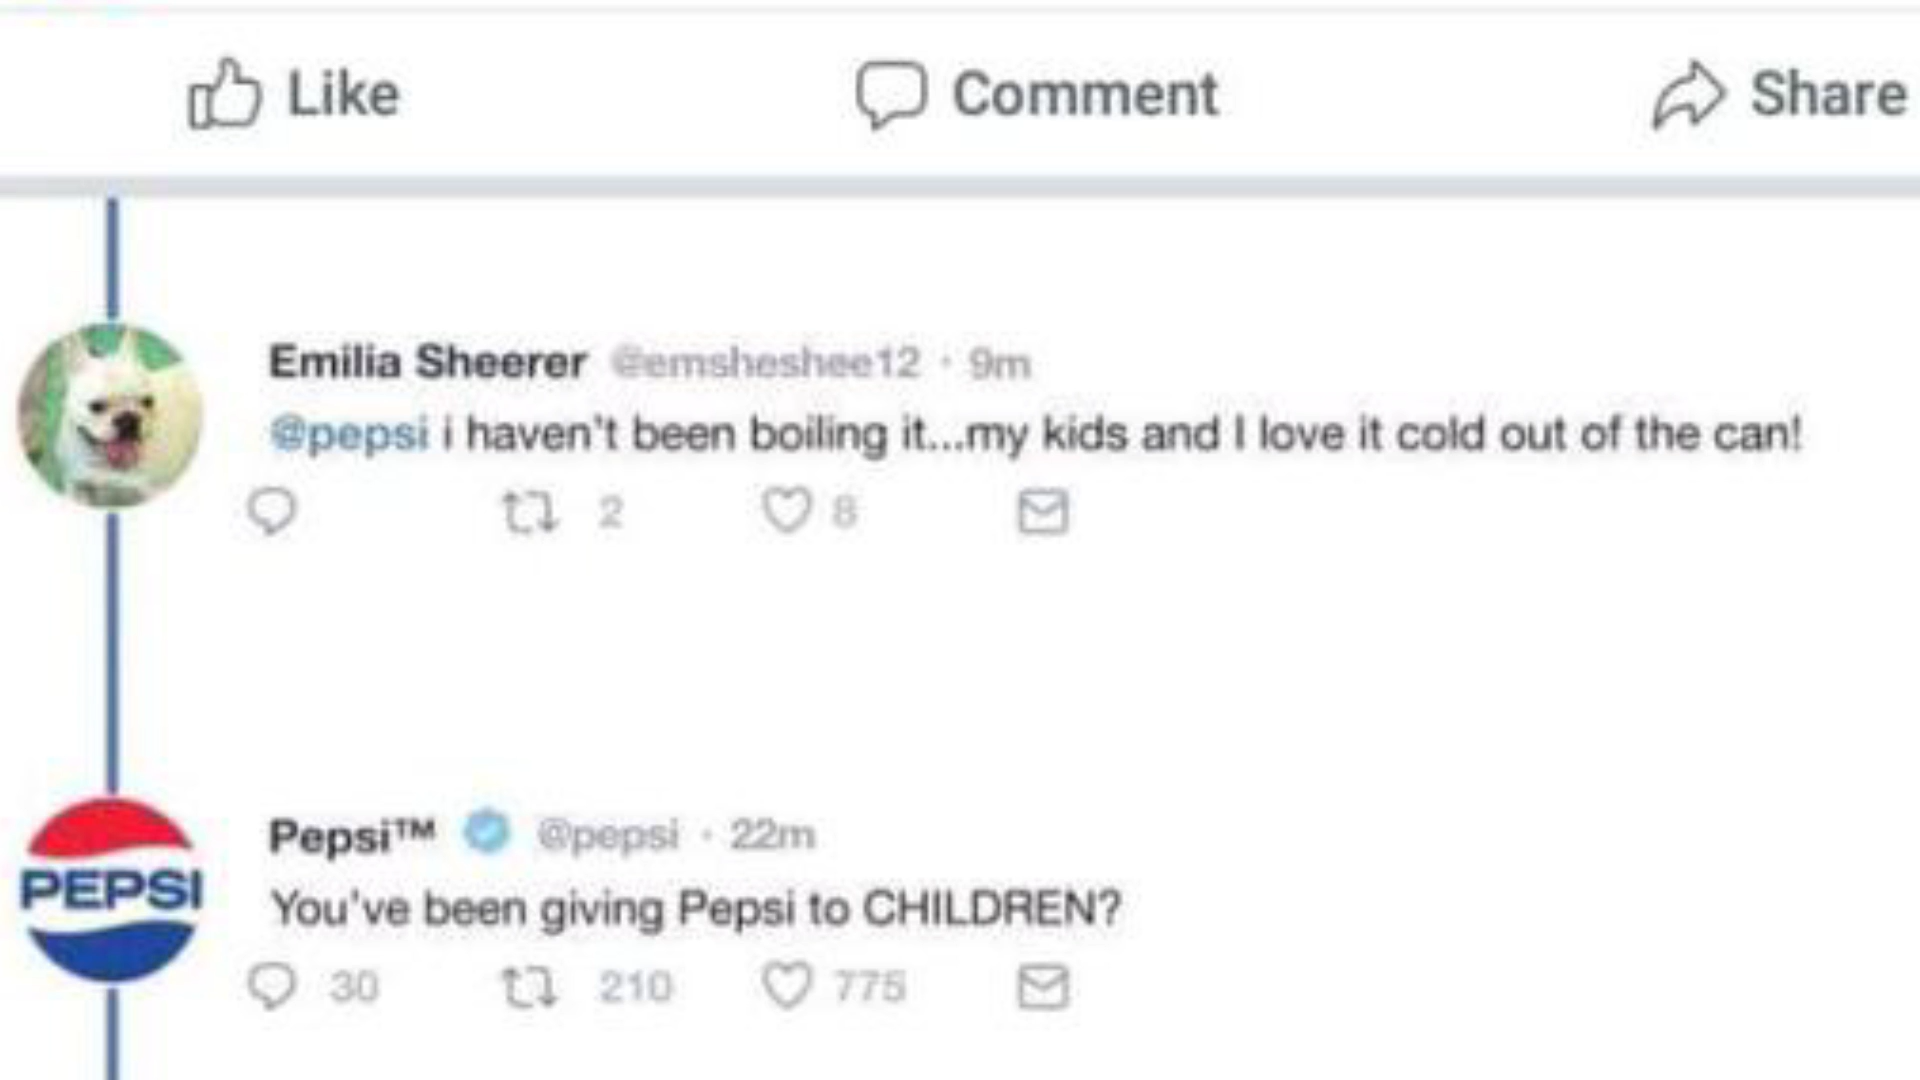 Like Comment Share
Emilia Sheerer @emsheshee12 · 9m
@pepsi i haven't been boiling it...my kids and I love it cold out of the can!
2 8
PEPSI
Pepsi™ @pepsi · 22m
You've been giving Pepsi to CHILDREN?
30 210 775